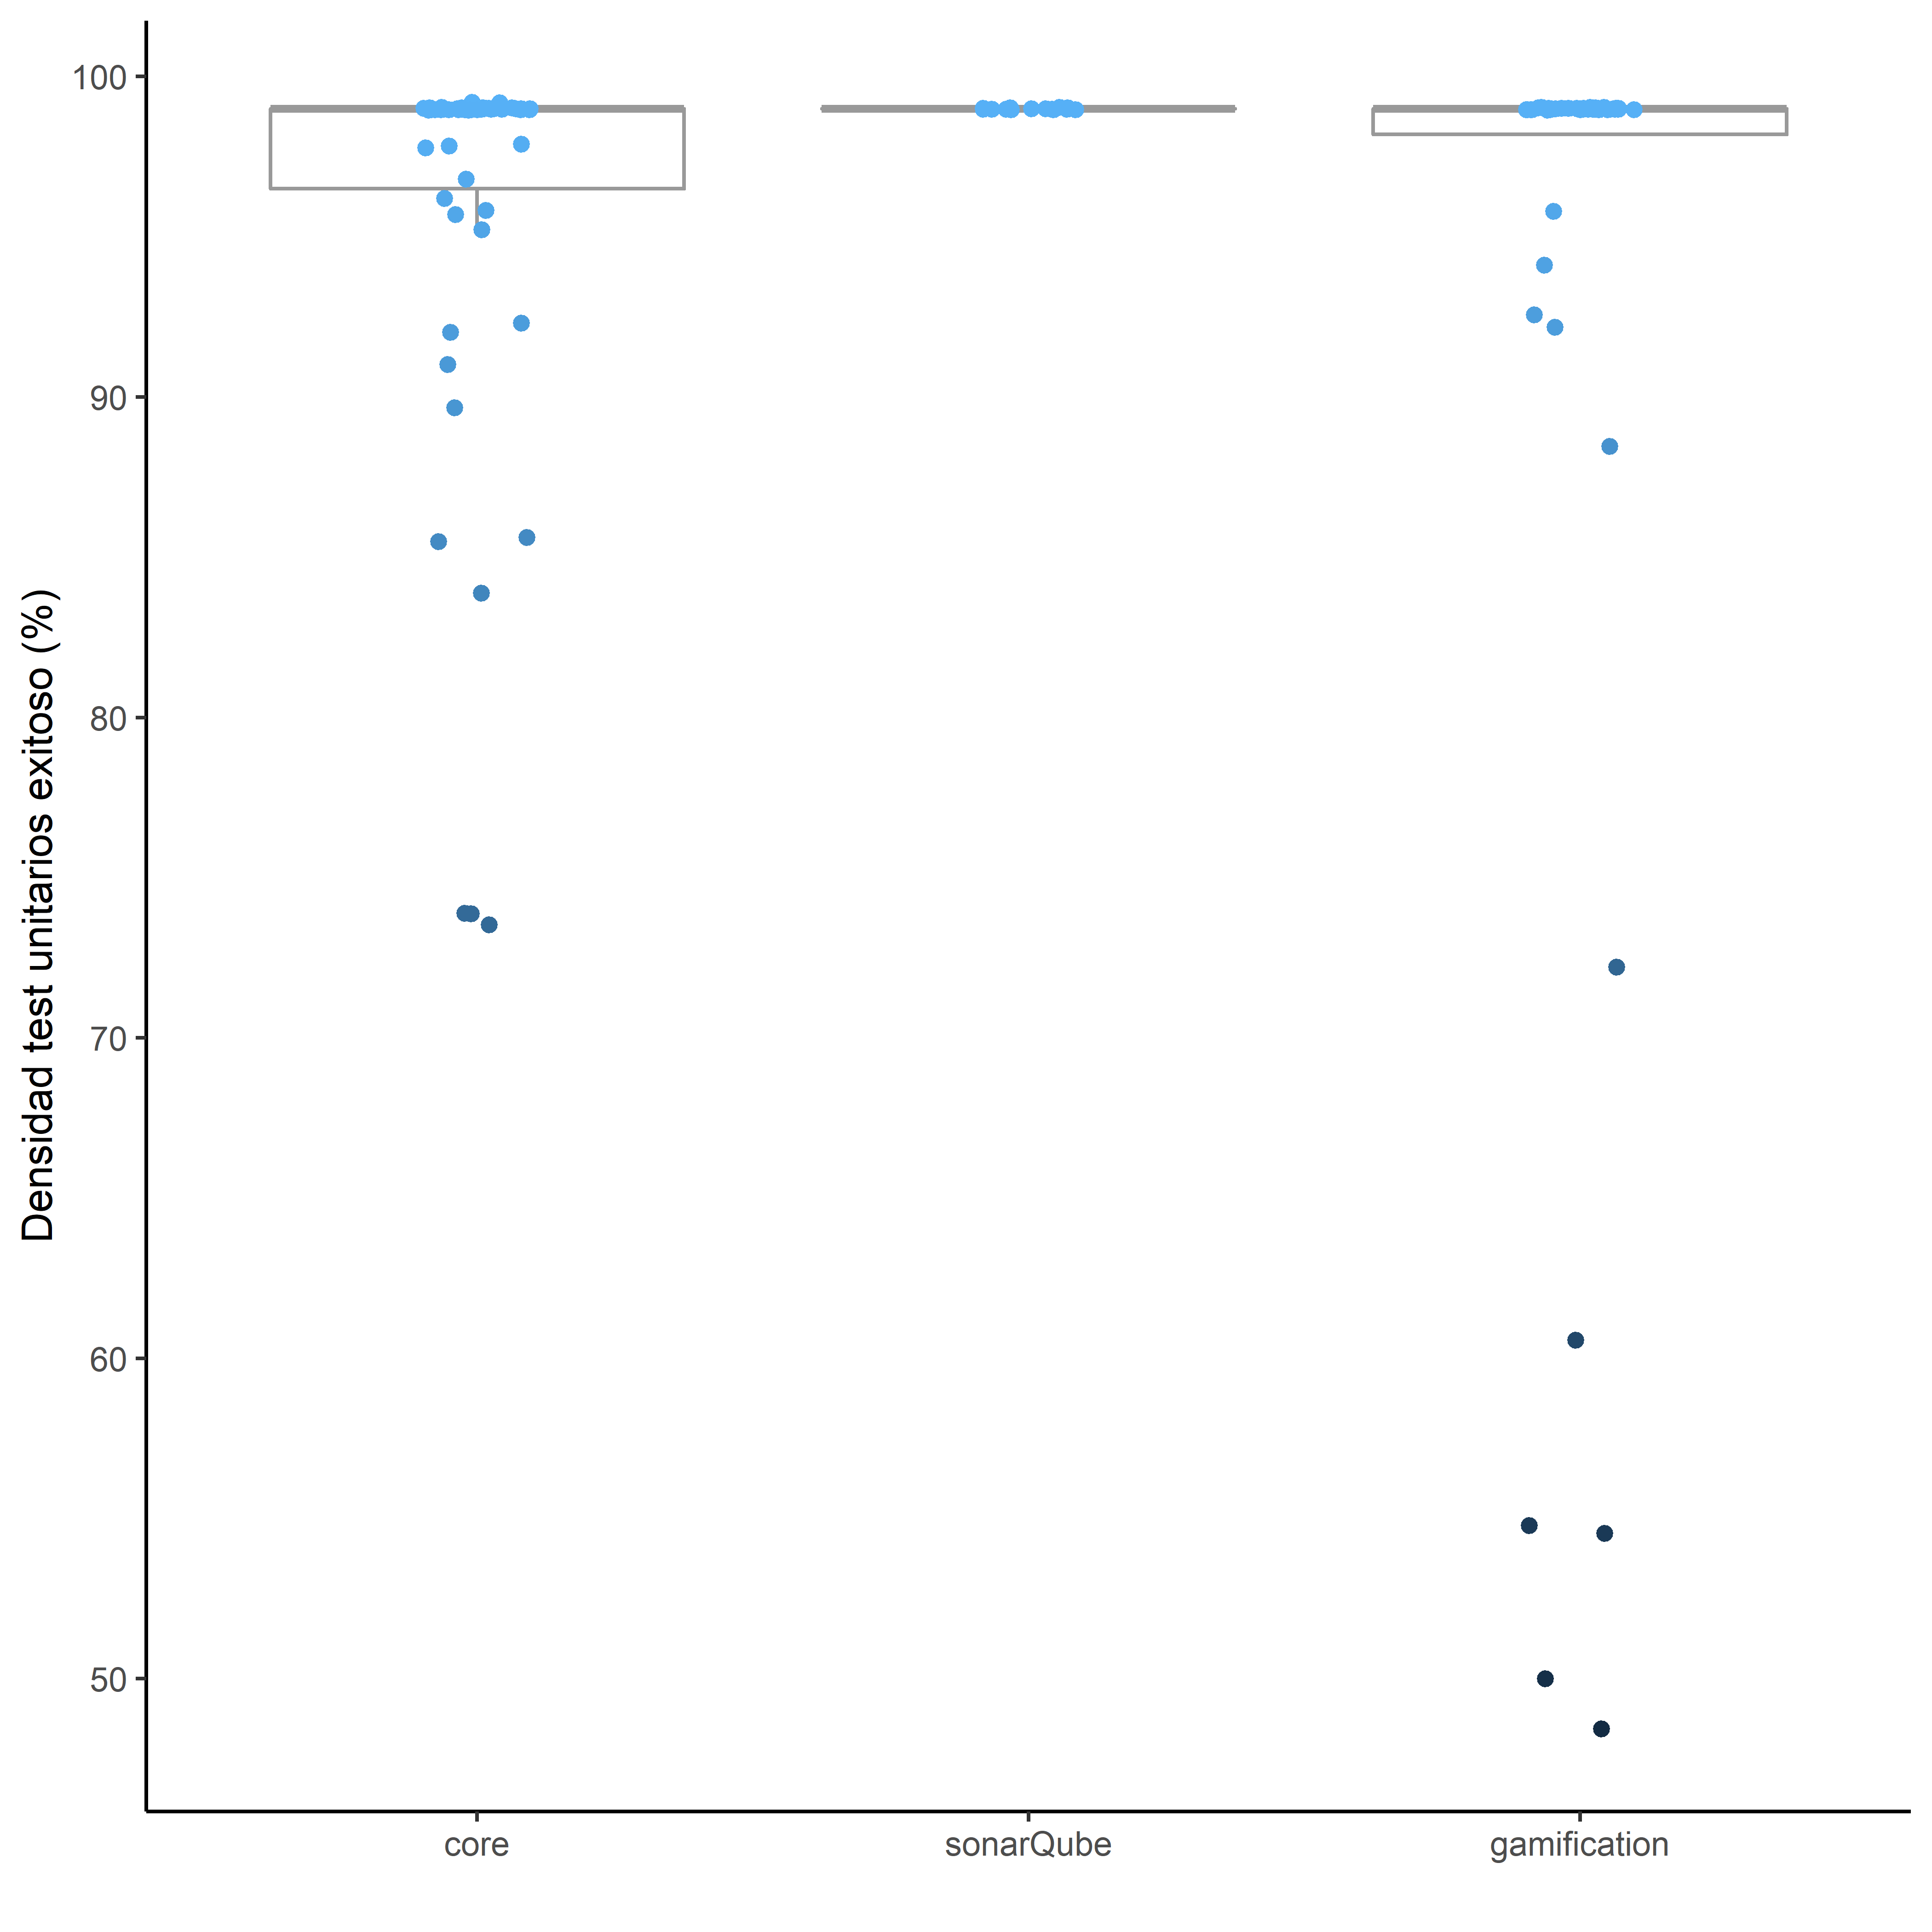 Densidad test unitarios exitoso (%)
100
90
80
70
60
50
core
sonarQube
gamification